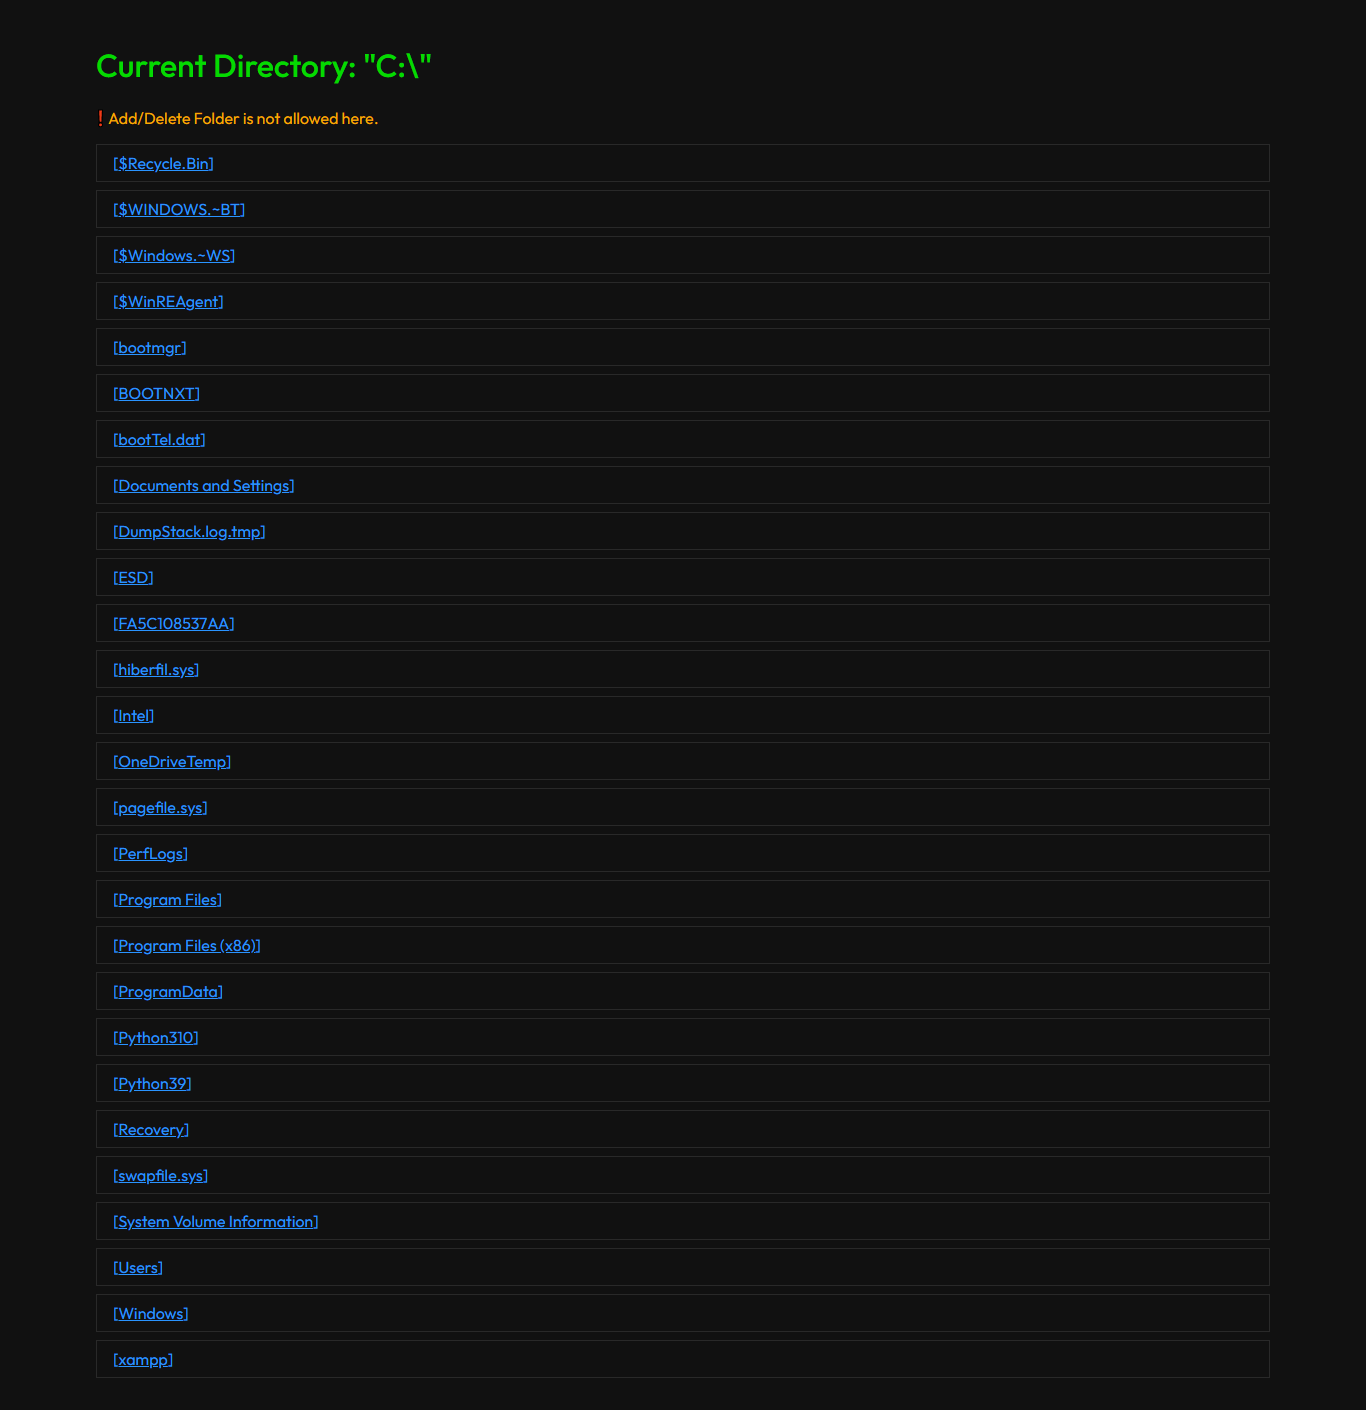 Current Directory: "C:\"
❗Add/Delete Folder is not allowed here.
[$Recycle.Bin]
[$WINDOWS.~BT]
[$Windows.~WS]
[$WinREAgent]
[bootmgr]
[BOOTNXT]
[bootTel.dat]
[Documents and Settings]
[DumpStack.log.tmp]
[ESD]
[FA5C108537AA]
[hiberfil.sys]
[Intel]
[OneDriveTemp]
[pagefile.sys]
[PerfLogs]
[Program Files]
[Program Files (x86)]
[ProgramData]
[Python310]
[Python39]
[Recovery]
[swapfile.sys]
[System Volume Information]
[Users]
[Windows]
[xampp]